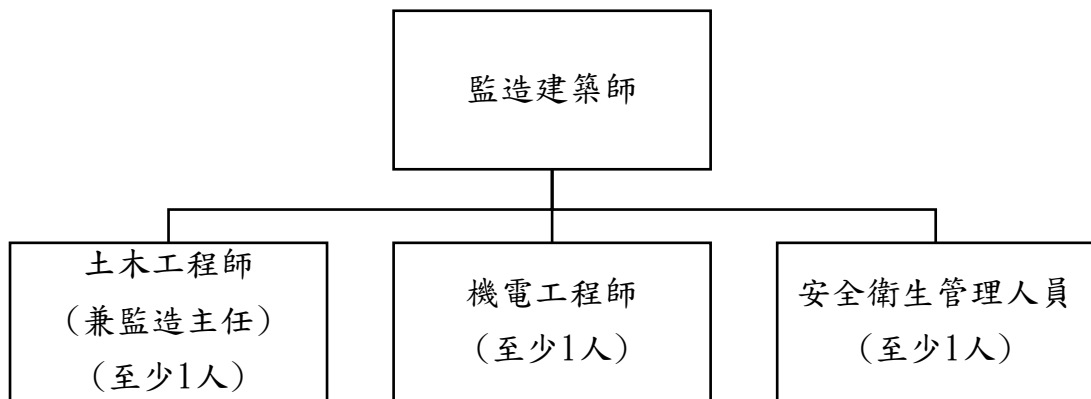 監造建築師
土木工程師
（兼監造主任）
（至少1人）
機電工程師
（至少1人）
安全衛生管理人員
（至少1人）